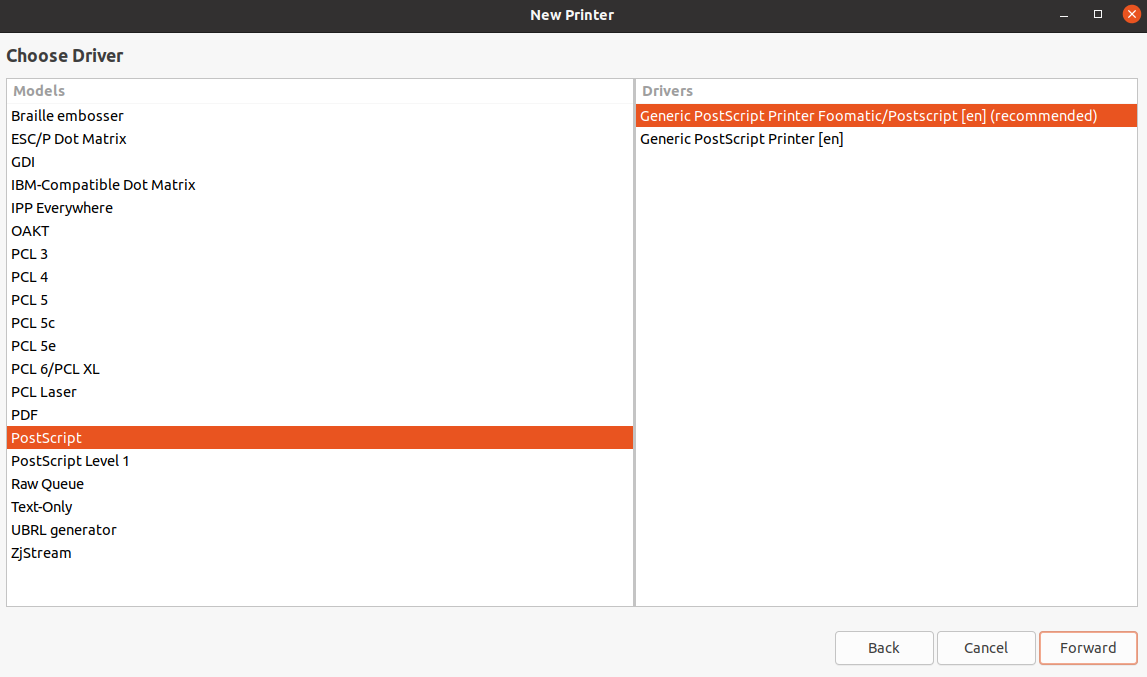 New Printer
Choose Driver
Models
Braille embosser
ESC/P Dot Matrix
GDI
IBM-Compatible Dot Matrix
IPP Everywhere
OAKT
PCL 3
PCL 4
PCL 5
PCL 5c
PCL 5e
PCL 6/PCL XL
PCL Laser
PDF
PostScript
PostScript Level 1
Raw Queue
Text-Only
UBRL generator
ZjStream
Drivers
Generic PostScript Printer Foomatic/Postscript [en] (recommended)
Generic PostScript Printer [en]
Back
Cancel
Forward